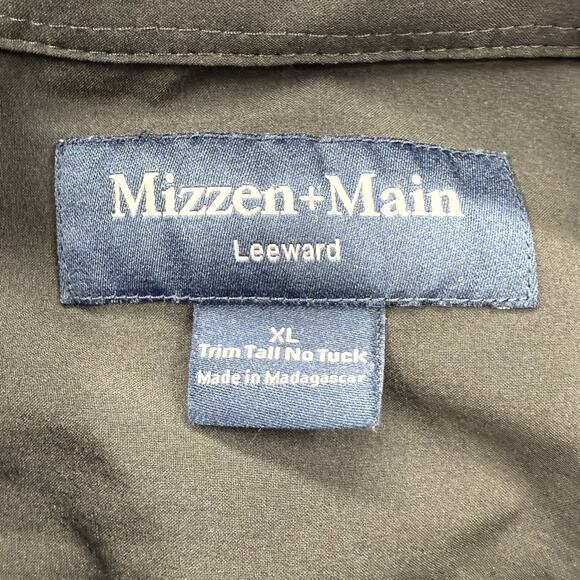 Mizzen+Main
Leeward
XL
Trim Tall No Tuck
Made in Madagascar